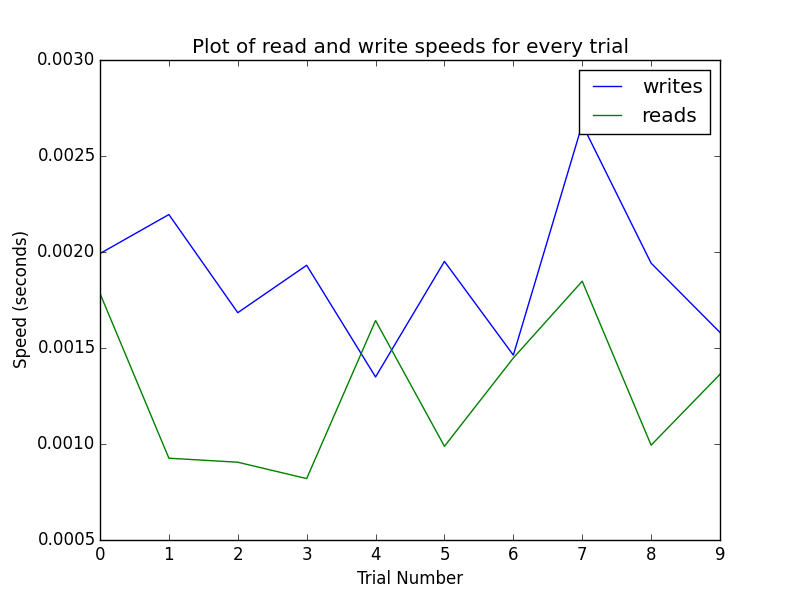 Plot of read and write speeds for every trial
writes
reads
0.0030
0.0025
0.0020
0.0015
0.0010
0.0005
Speed (seconds)
0 1 2 3 4 5 6 7 8 9
Trial Number